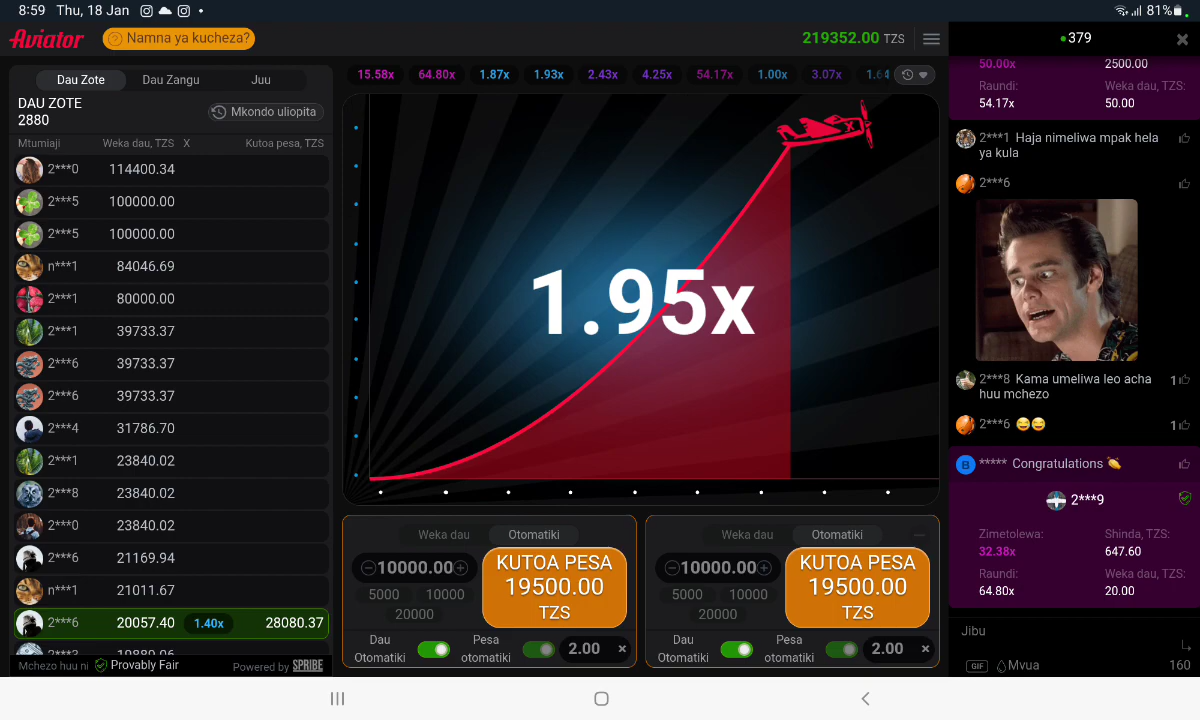 8:59 Thu, 18 Jan
81%
Aviator
? Namna ya kucheza?
219352.00 TZS
379
Dau Zote Dau Zangu Juu
DAU ZOTE
2880
Mkondo uliopita
Mtumiaji Weka dau, TZS X Kutoa pesa, TZS
2***0 114400.34
2***5 100000.00
2***5 100000.00
n***1 84046.69
2***1 80000.00
2***1 39733.37
2***6 39733.37
2***6 39733.37
2***4 31786.70
2***1 23840.02
2***8 23840.02
2***0 23840.02
2***6 21169.94
n***1 21011.67
2***6 20057.40 1.40x 28080.37
2***3 19889.06
Mchezo huu ni Provably Fair Powered by SPRIBE
15.58x 64.80x 1.87x 1.93x 2.43x 4.25x 54.17x 1.00x 3.07x 1.64
1.95x
Weka dau Otomatiki
10000.00
5000 10000
20000
KUTOA PESA
19500.00
TZS
Dau
Otomatiki
Pesa
otomatiki
2.00 ×
Weka dau Otomatiki
10000.00
5000 10000
20000
KUTOA PESA
19500.00
TZS
Dau
Otomatiki
Pesa
otomatiki
2.00 ×
50.00x 2500.00
Raundi: Weka dau, TZS:
54.17x 50.00
2***1 Haja nimeliwa mpak hela
ya kula
2***6
2***8 Kama umeliwa leo acha 1
huu mchezo
2***6 😂😂 1
B ***** Congratulations 💊
2***9
Zimetolewa: Shinda, TZS:
32.38x 647.60
Raundi: Weka dau, TZS:
64.80x 20.00
Jibu
GIF Mvua 160